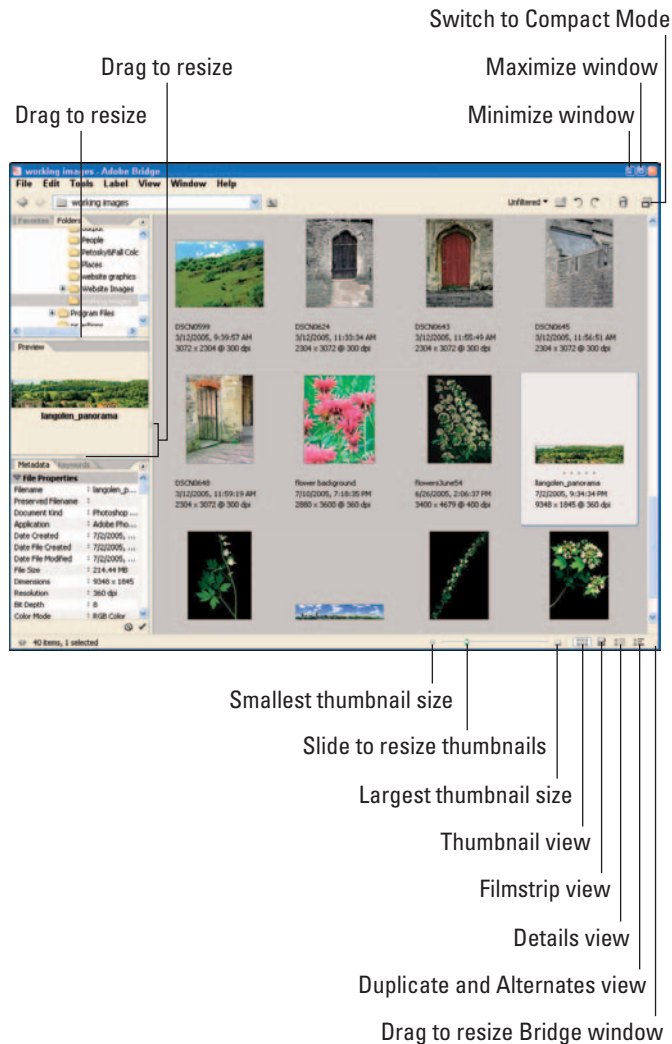 Switch to Compact Mode
Drag to resize
Maximize window
Drag to resize
Minimize window
working images - Adobe Bridge
File Edit Tools Label View Window Help
working images
Unfiltered
Favorites Folders
People
Petosky&Fall Colo
Places
website graphics
Website Images
Program Files
Preview
langolen_panorama
Metadata Keywords
File Properties
Filename : langolen_p...
Preserved Filename :
Document Kind : Photoshop ...
Application : Adobe Pho...
Date Created : 7/2/2005, ...
Date File Created : 7/2/2005, ...
Date File Modified : 7/2/2005, ...
File Size : 214.44 MB
Dimensions : 9348 x 1845
Resolution : 360 dpi
Bit Depth : 8
Color Mode : RGB Color
DSCN0599
3/12/2005, 9:39:57 AM
3072 x 2304 @ 300 dpi
DSCN0624
3/12/2005, 11:33:34 AM
2304 x 3072 @ 300 dpi
DSCN0643
3/12/2005, 11:55:49 AM
2304 x 3072 @ 300 dpi
DSCN0645
3/12/2005, 11:56:51 AM
2304 x 3072 @ 300 dpi
DSCN0648
3/12/2005, 11:59:19 AM
2304 x 3072 @ 300 dpi
flower background
7/10/2005, 7:18:35 PM
2880 x 3600 @ 360 dpi
flowersJune54
6/26/2005, 2:06:37 PM
3400 x 4679 @ 400 dpi
llangolen_panorama
7/2/2005, 9:34:34 PM
9348 x 1845 @ 360 dpi
40 items, 1 selected
Smallest thumbnail size
Slide to resize thumbnails
Largest thumbnail size
Thumbnail view
Filmstrip view
Details view
Duplicate and Alternates view
Drag to resize Bridge window